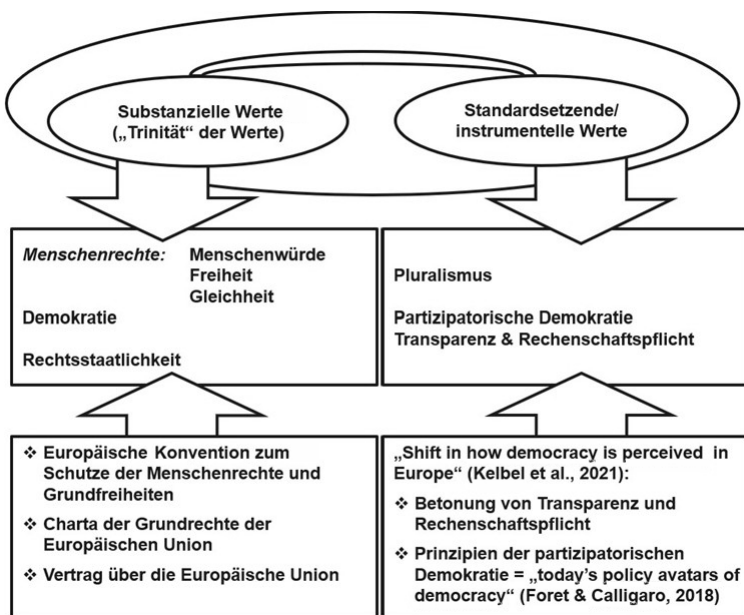 Substanzielle Werte
(„Trinität“ der Werte)
Standardsetzende/
instrumentelle Werte
Menschenrechte: Menschenwürde
Freiheit
Gleichheit
Demokratie
Rechtsstaatlichkeit
Pluralismus
Partizipatorische Demokratie
Transparenz & Rechenschaftspflicht
❖ Europäische Konvention zum
Schutze der Menschenrechte und
Grundfreiheiten
❖ Charta der Grundrechte der
Europäischen Union
❖ Vertrag über die Europäische Union
„Shift in how democracy is perceived in
Europe“ (Kelbel et al., 2021):
❖ Betonung von Transparenz und
Rechenschaftspflicht
❖ Prinzipien der partizipatorischen
Demokratie = „today’s policy avatars of
democracy“ (Foret & Calligaro, 2018)